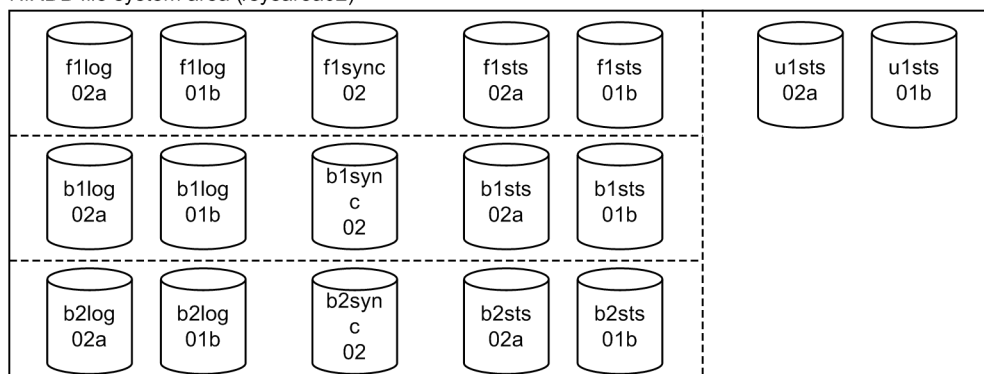 f1log f1log f1sync f1sts f1sts u1sts u1sts
02a 01b 02 02a 01b 02a 01b
b1log b1log b1syn b1sts b1sts
02a 01b c 02a 01b
02
b2log b2log b2syn b2sts b2sts
02a 01b c 02a 01b
02